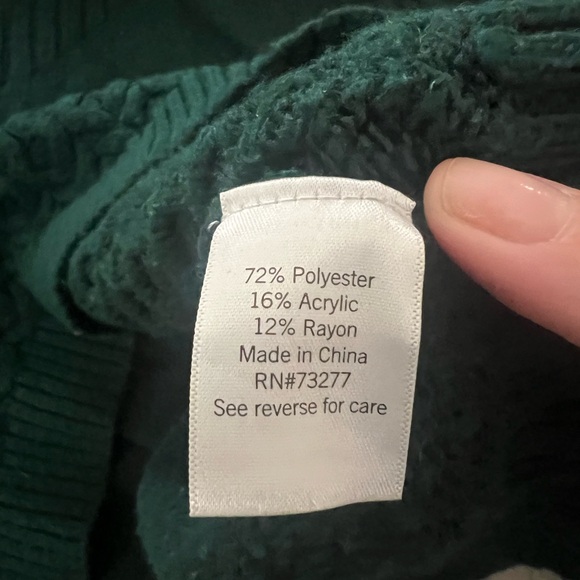 72% Polyester
16% Acrylic
12% Rayon
Made in China
RN#73277
See reverse for care